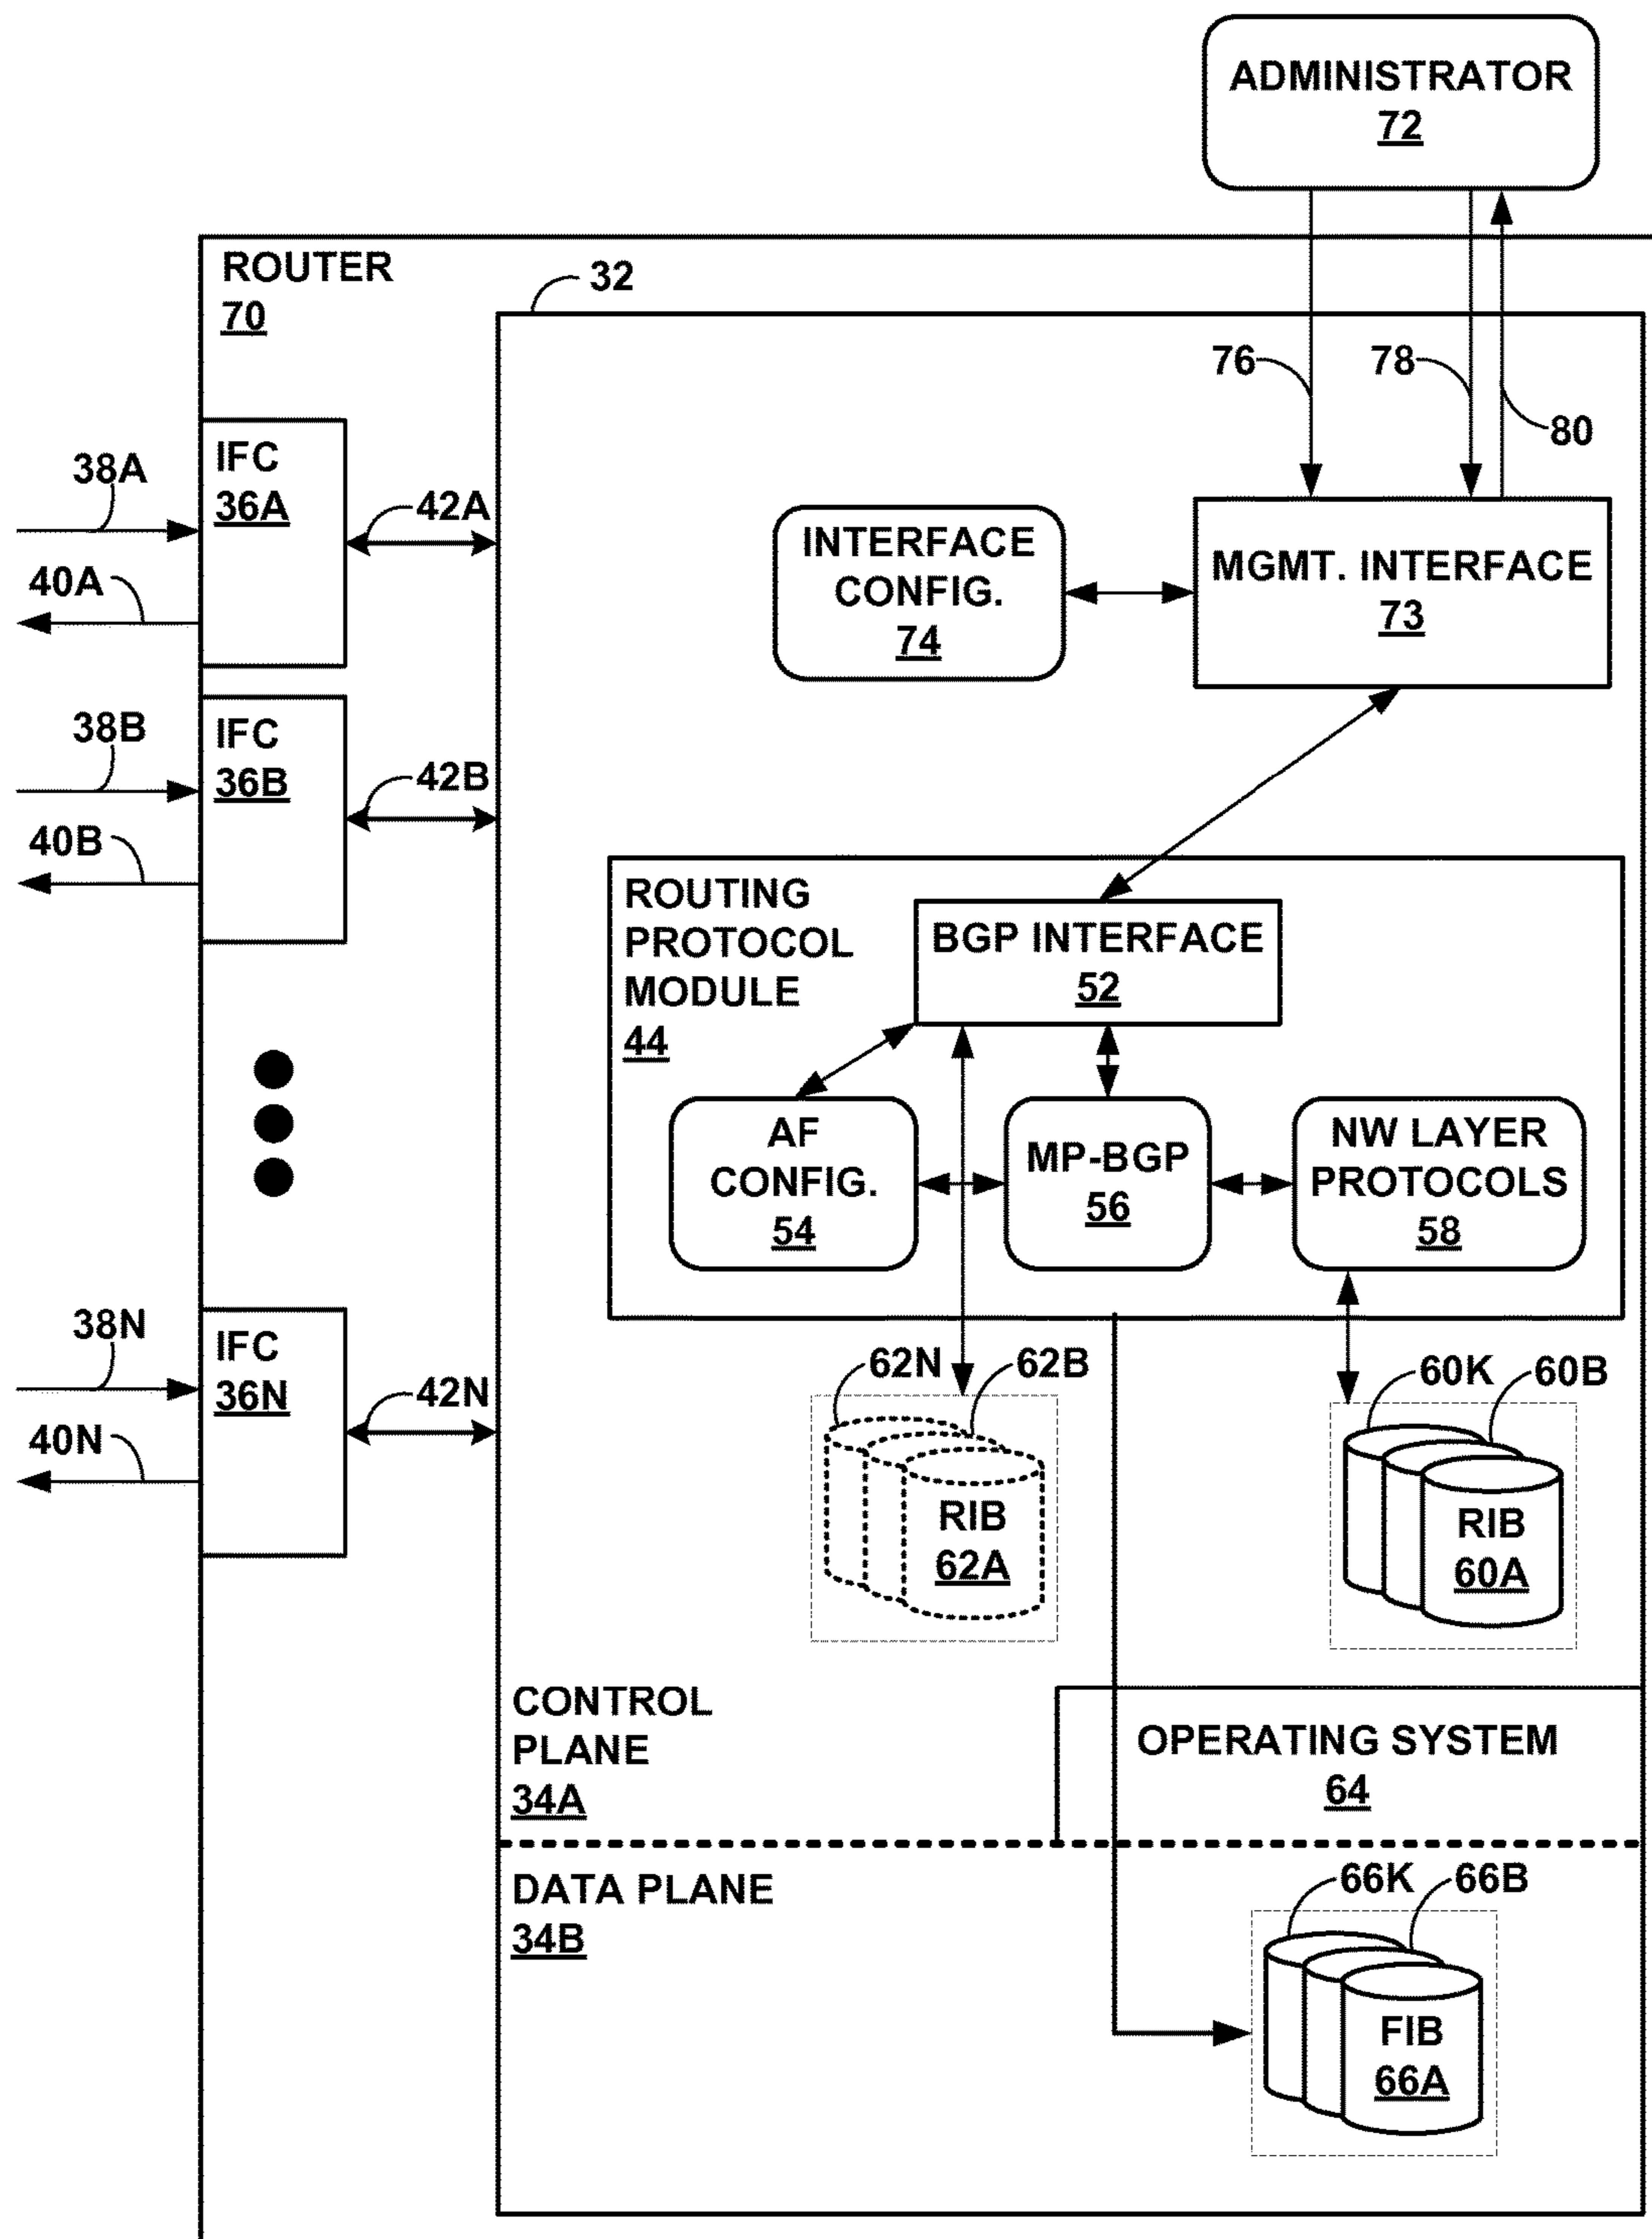 ADMINISTRATOR
72
ROUTER
70
32
76
78
80
IFC
36A
38A
40A
42A
INTERFACE
CONFIG.
74
MGMT. INTERFACE
73
IFC
36B
38B
40B
42B
ROUTING
PROTOCOL
MODULE
44
BGP INTERFACE
52
AF
CONFIG.
54
MP-BGP
56
NW LAYER
PROTOCOLS
58
IFC
36N
38N
40N
42N
62N
62B
RIB
62A
60K
60B
RIB
60A
CONTROL
PLANE
34A
OPERATING SYSTEM
64
DATA PLANE
34B
66K
66B
FIB
66A